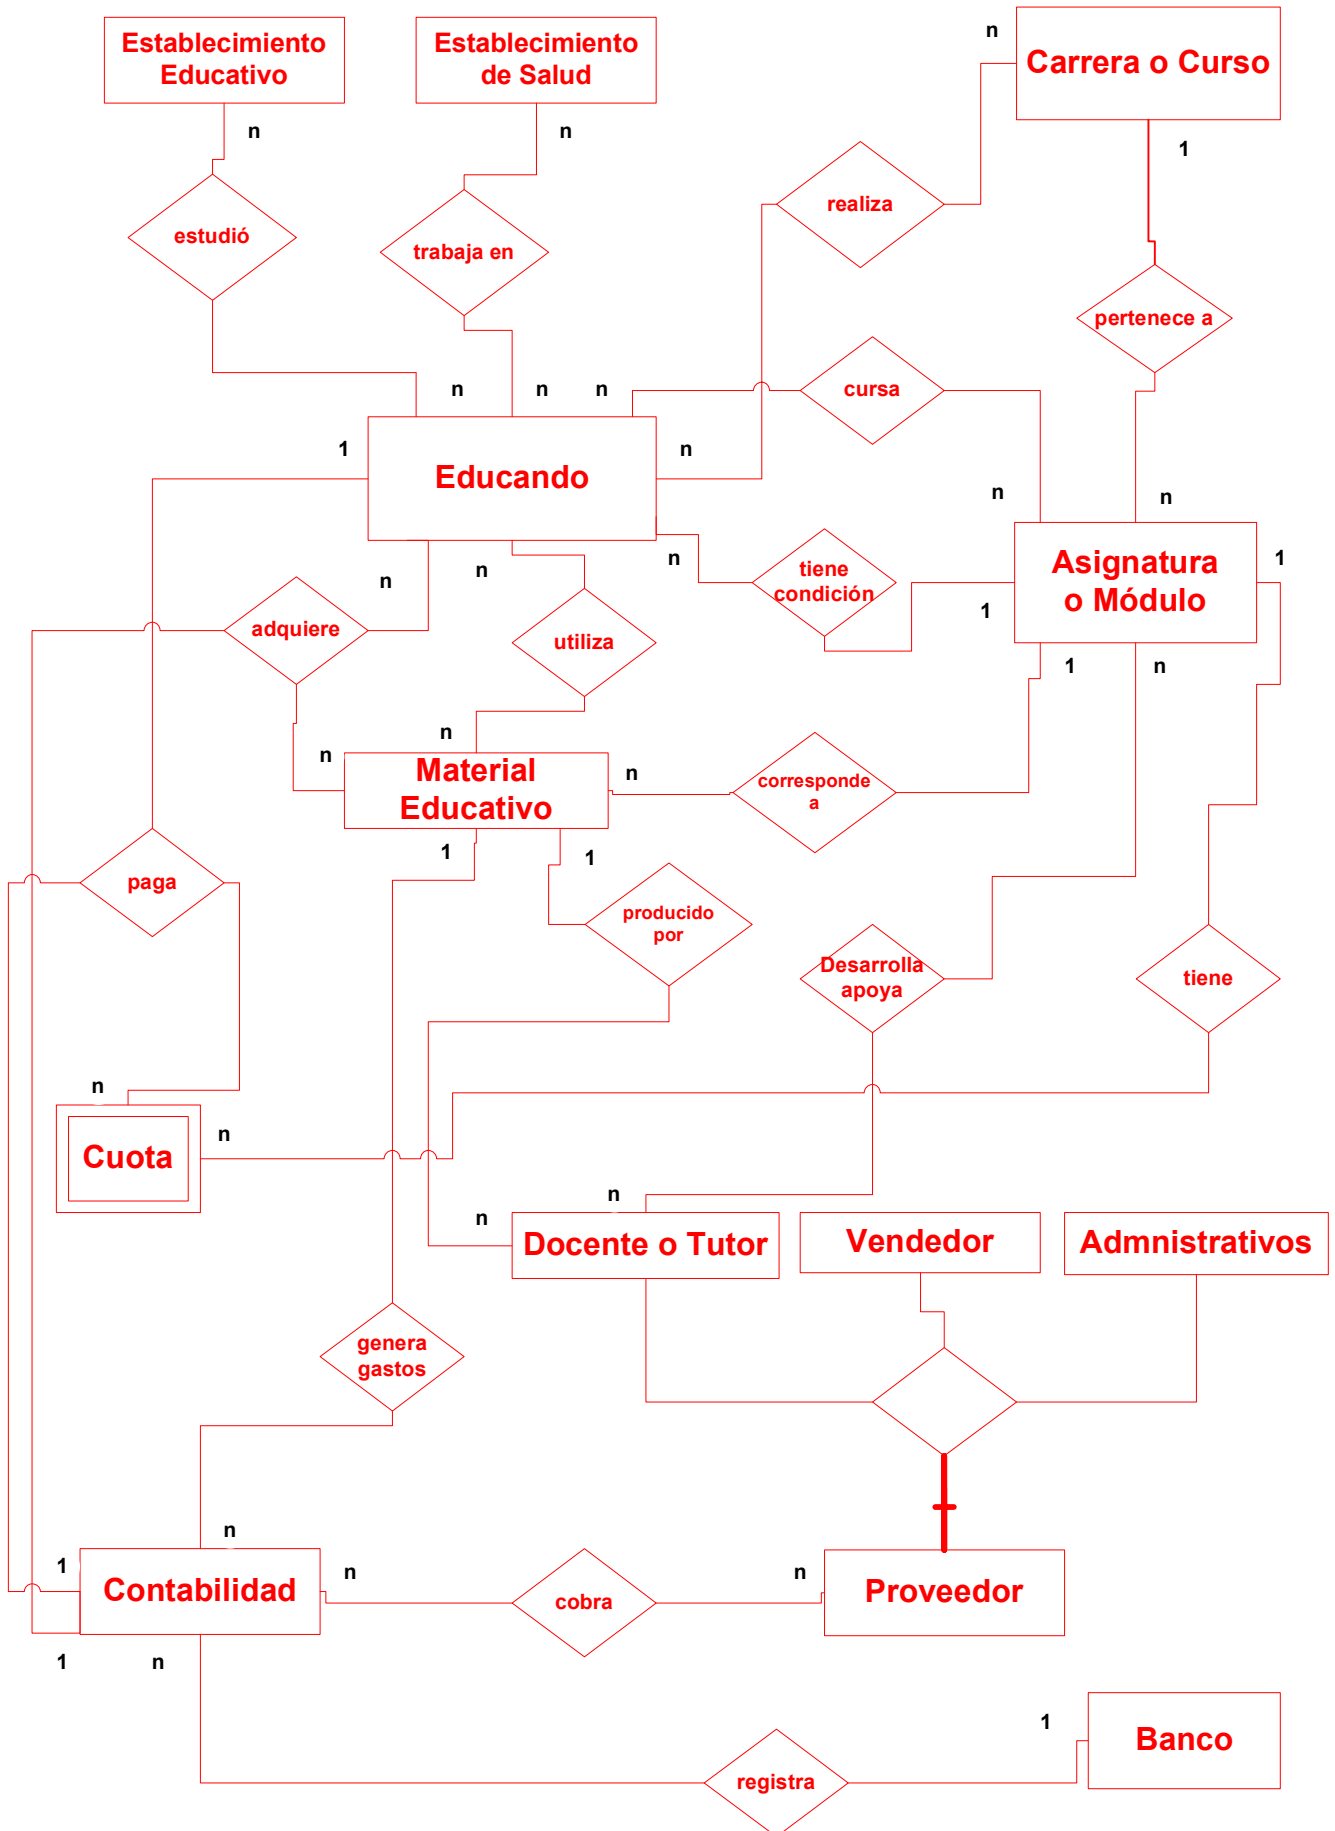 Establecimiento
Educativo
Establecimiento
de Salud
n
Carrera o Curso
n
n
1
realiza
estudió
trabaja en
pertenece a
n
n
n
cursa
1
n
Educando
n
n
Asignatura
o Módulo
1
n
n
n
tiene
condición
1
adquiere
utiliza
1
n
n
n
Material
Educativo
n
corresponde
a
1
1
paga
producido
por
Desarrolla
apoya
tiene
n
n
Cuota
n
n
Docente o Tutor
Vendedor
Admnistrativos
genera
gastos
n
1
n
n
Contabilidad
cobra
Proveedor
1
n
1
Banco
registra